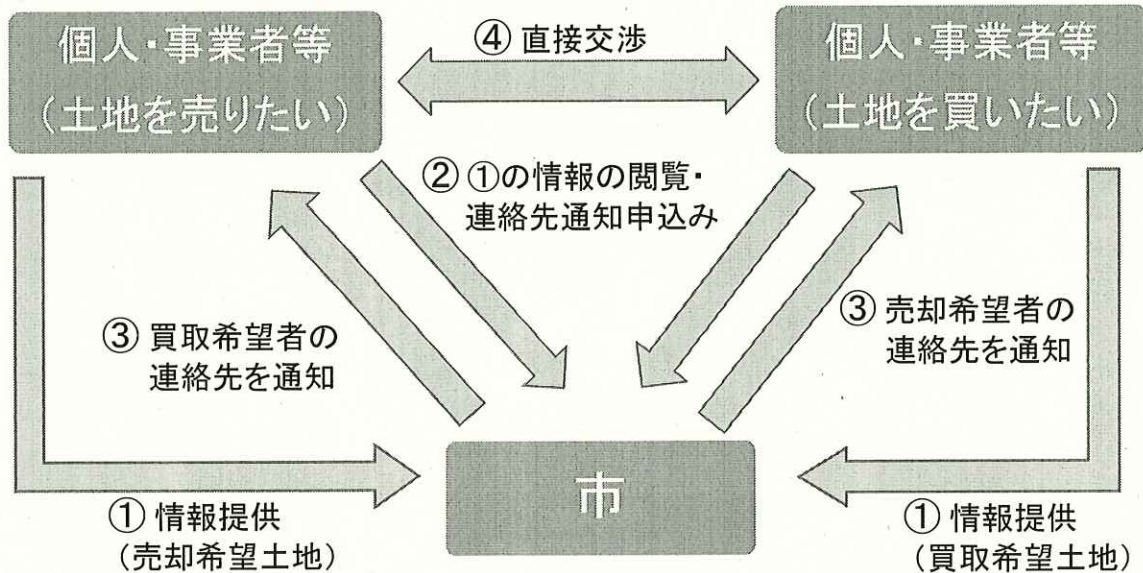 個人・事業者等
(土地を売りたい)
④ 直接交渉
個人・事業者等
(土地を買いたい)
② ①の情報の閲覧・
連絡先通知申込み
③ 買取希望者の
連絡先を通知
③ 売却希望者の
連絡先を通知
市
① 情報提供
(売却希望土地)
① 情報提供
(買取希望土地)